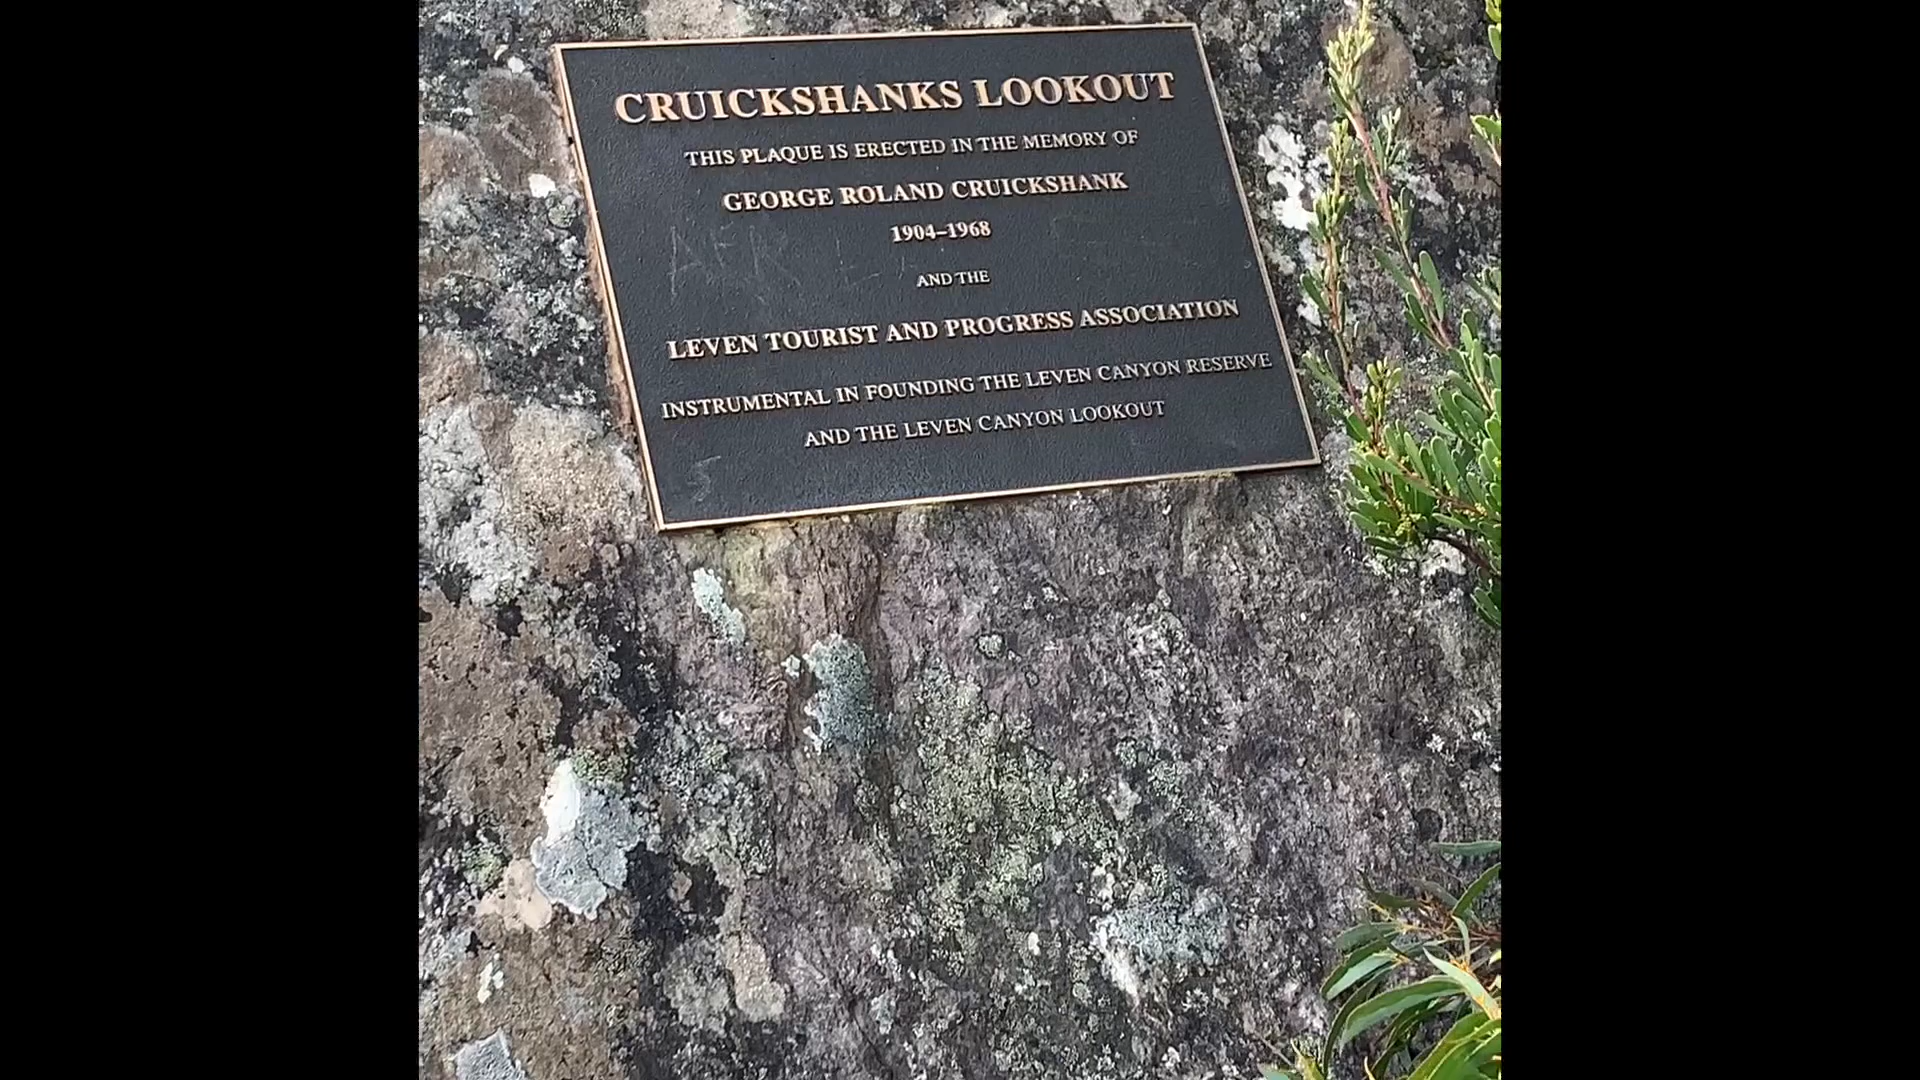 CRUICKSHANKS LOOKOUT
THIS PLAQUE IS ERECTED IN THE MEMORY OF
GEORGE ROLAND CRUICKSHANK
1904–1968
AND THE
LEVEN TOURIST AND PROGRESS ASSOCIATION
INSTRUMENTAL IN FOUNDING THE LEVEN CANYON RESERVE
AND THE LEVEN CANYON LOOKOUT